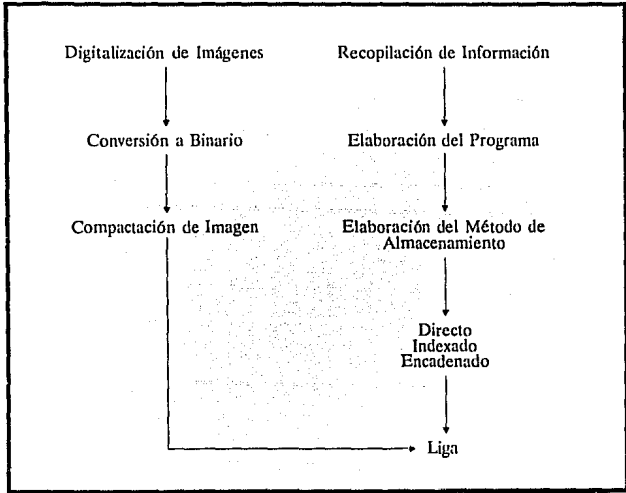 Digitalización de Imágenes
Recopilación de Información
Conversión a Binario
Elaboración del Programa
Compactación de Imagen
Elaboración del Método de
Almacenamiento
Directo
Indexado
Encadenado
Liga